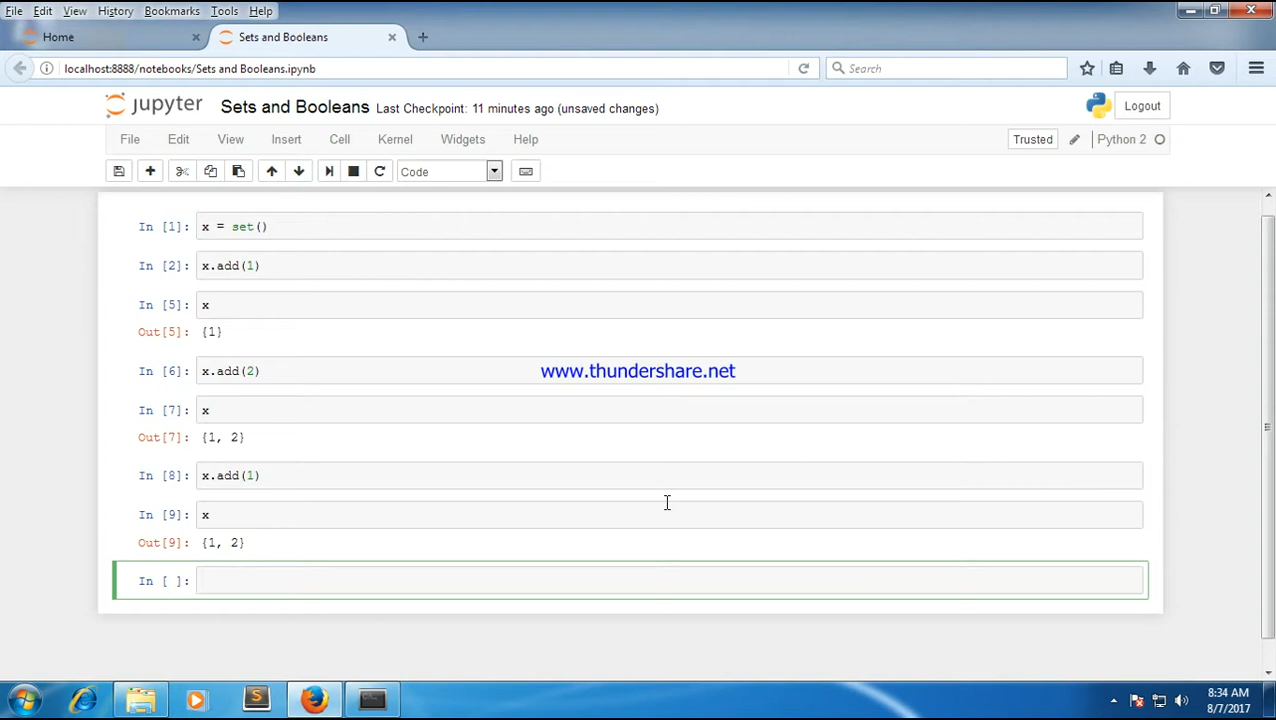 File Edit View History Bookmarks Tools Help
Home × Sets and Booleans × +
localhost:8888/notebooks/Sets and Booleans.ipynb Search
jupyter Sets and Booleans Last Checkpoint: 11 minutes ago (unsaved changes) Logout
File Edit View Insert Cell Kernel Widgets Help Trusted Python 2
Code
In [1]: x = set()
In [2]: x.add(1)
In [5]: x
Out[5]: {1}
In [6]: x.add(2)
www.thundershare.net
In [7]: x
Out[7]: {1, 2}
In [8]: x.add(1)
In [9]: x
Out[9]: {1, 2}
In [ ]:
8:34 AM
8/7/2017